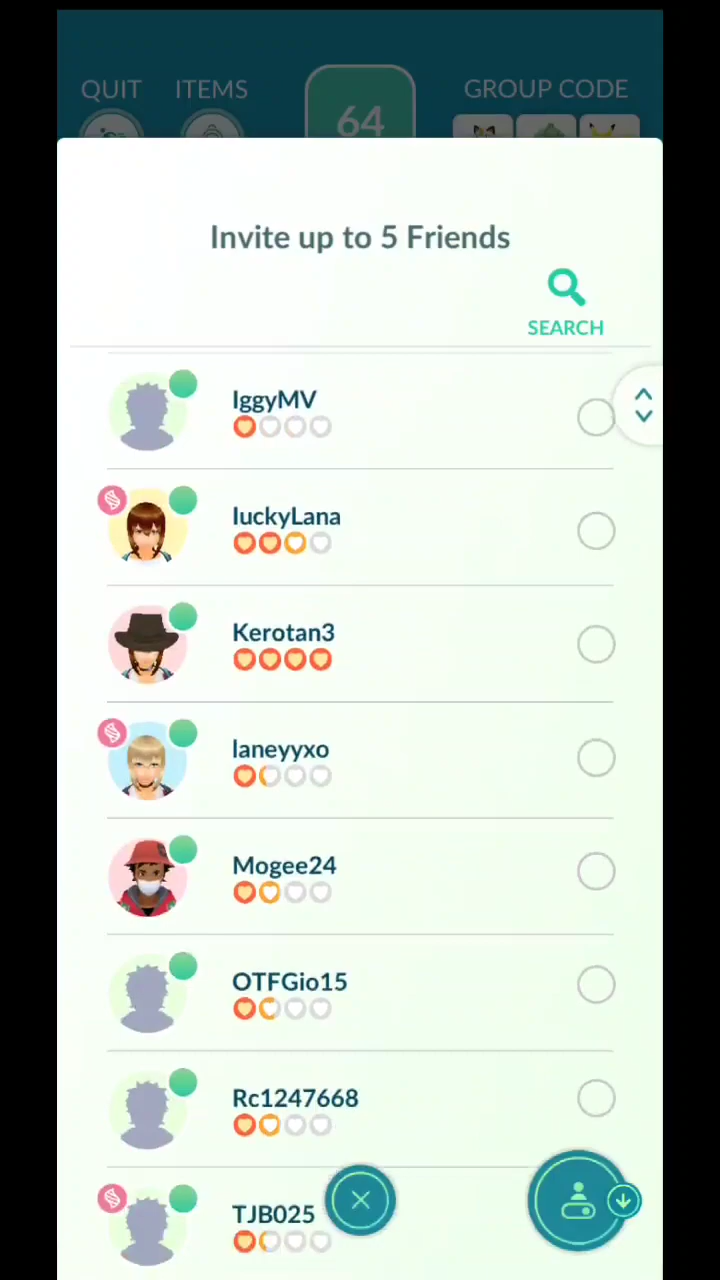 QUIT ITEMS GROUP CODE
64
Invite up to 5 Friends
SEARCH
IggyMV
luckyLana
Kerotan3
laneyyxo
Mogee24
OTFGio15
Rc1247668
TJB025